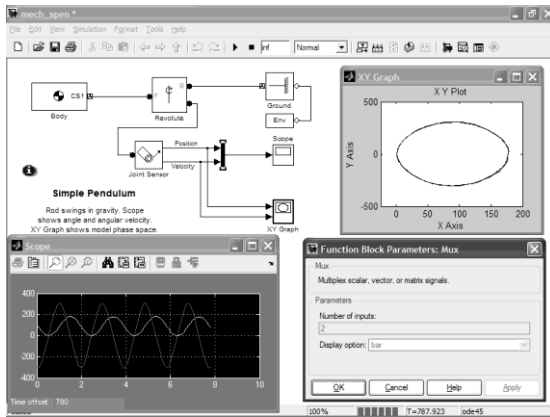 mech_spen *
File Edit View Simulation Format Tools Help
inf
Normal
CS1
Body
B
F
Revolute
Ground
Env
Joint Sensor
Position
Velocity
Scope
XY Graph
Simple Pendulum
Rod swings in gravity. Scope
shows angle and angular velocity.
XY Graph shows model phase space.
XY Graph
X Y Plot
500
0
-500
Y Axis
0 50 100 150 200
X Axis
Scope
400
200
0
-200
-400
0 2 4 6 8 10
Time offset: 780
Function Block Parameters: Mux
Mux
Multiplex scalar, vector, or matrix signals.
Parameters
Number of inputs:
2
Display option: bar
OK Cancel Help Apply
100% T=787.923 ode45